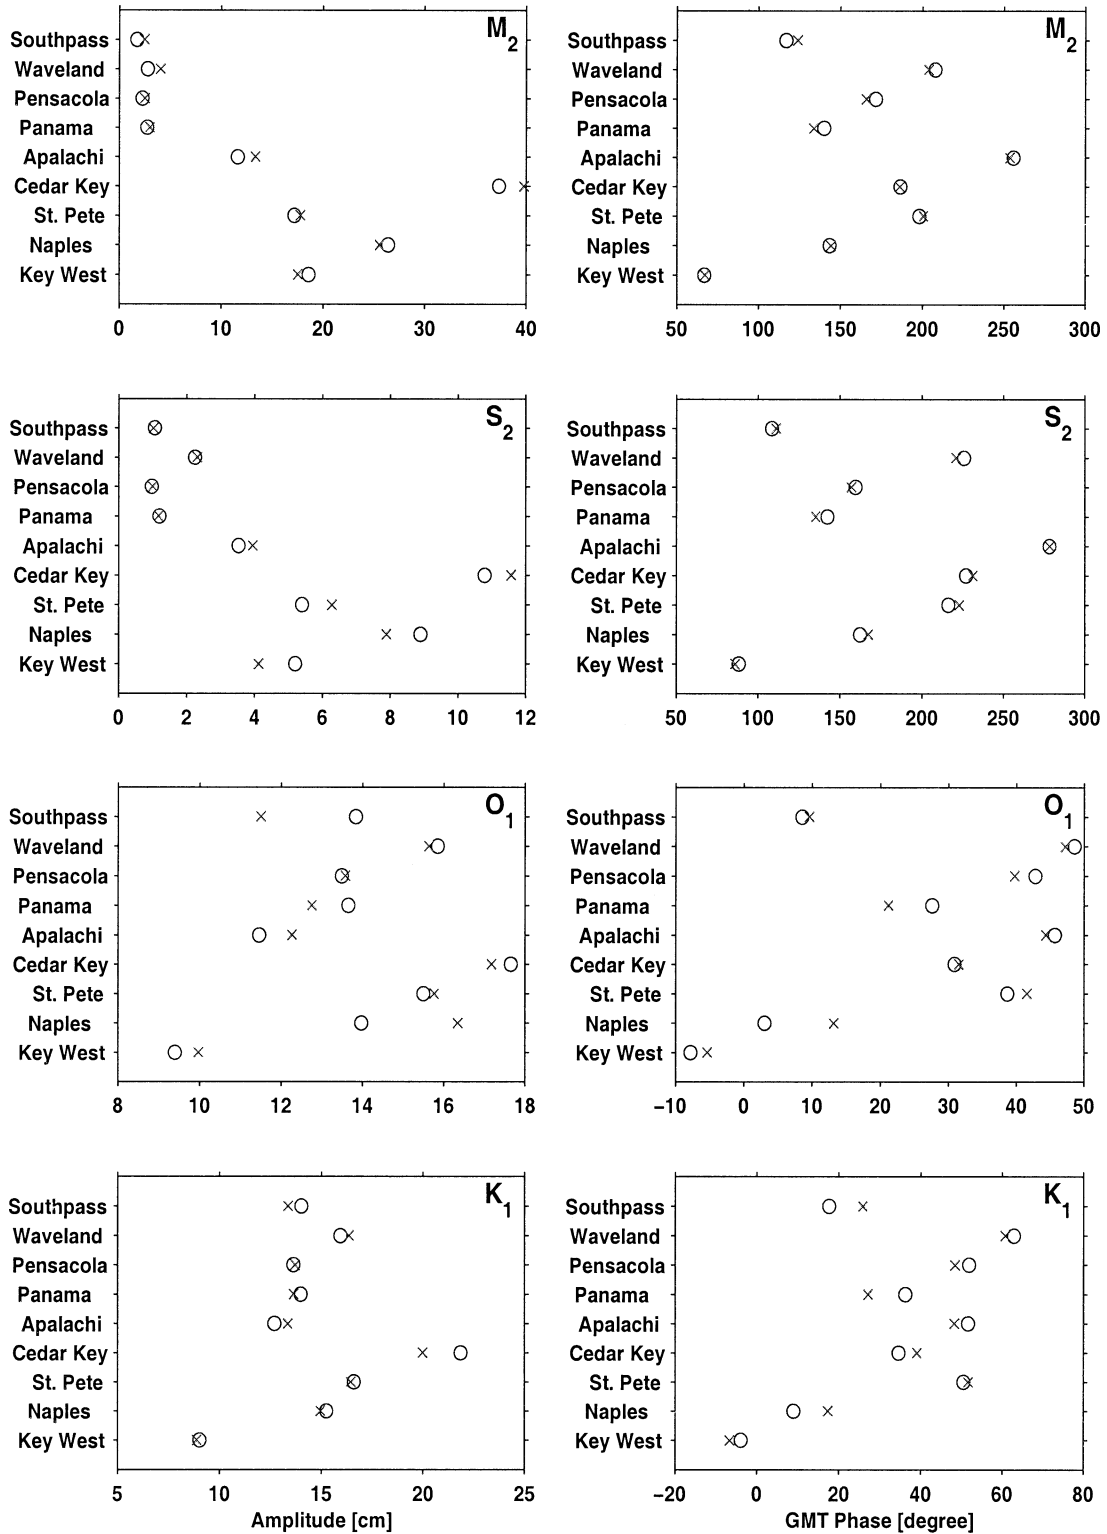 M2
Southpass
Waveland
Pensacola
Panama
Apalachi
Cedar Key
St. Pete
Naples
Key West
0 10 20 30 40
M2
Southpass
Waveland
Pensacola
Panama
Apalachi
Cedar Key
St. Pete
Naples
Key West
50 100 150 200 250 300
S2
Southpass
Waveland
Pensacola
Panama
Apalachi
Cedar Key
St. Pete
Naples
Key West
0 2 4 6 8 10 12
S2
Southpass
Waveland
Pensacola
Panama
Apalachi
Cedar Key
St. Pete
Naples
Key West
50 100 150 200 250 300
O1
Southpass
Waveland
Pensacola
Panama
Apalachi
Cedar Key
St. Pete
Naples
Key West
8 10 12 14 16 18
O1
Southpass
Waveland
Pensacola
Panama
Apalachi
Cedar Key
St. Pete
Naples
Key West
−10 0 10 20 30 40 50
K1
Southpass
Waveland
Pensacola
Panama
Apalachi
Cedar Key
St. Pete
Naples
Key West
5 10 15 20 25
Amplitude [cm]
K1
Southpass
Waveland
Pensacola
Panama
Apalachi
Cedar Key
St. Pete
Naples
Key West
−20 0 20 40 60 80
GMT Phase [degree]